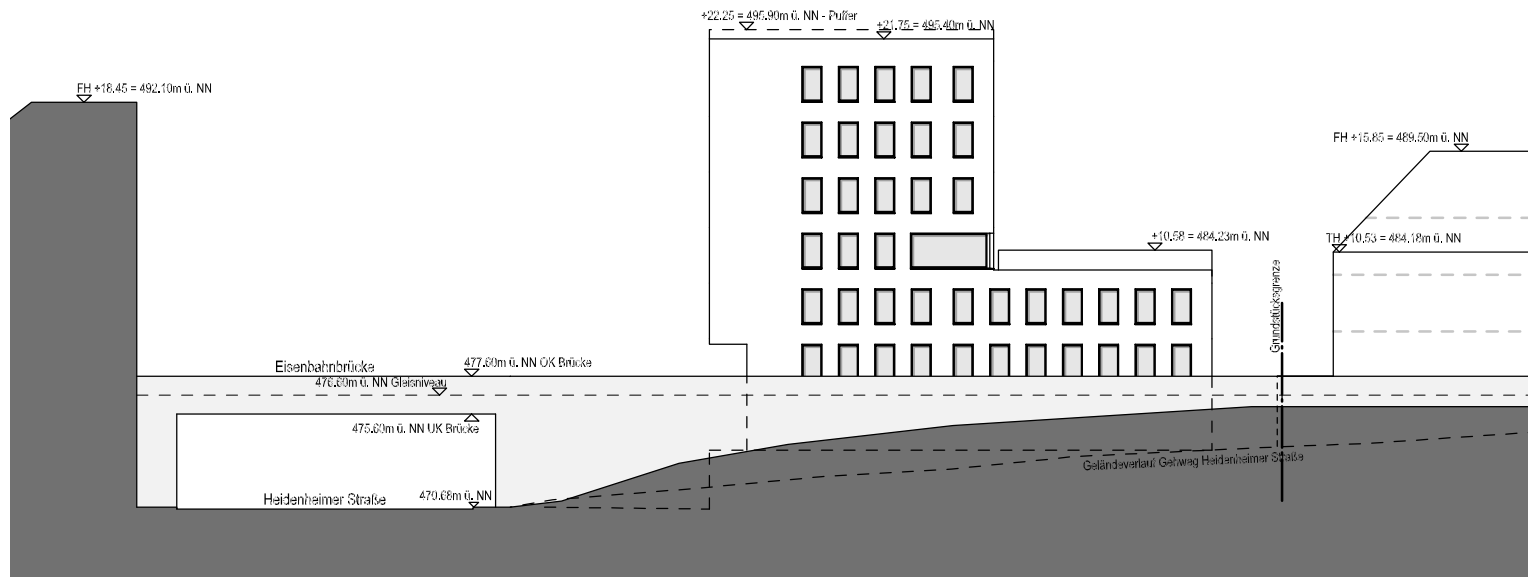 +22.25 = 495.90m ü. NN - Puffer
+21.75 = 495.40m ü. NN
FH +18.45 = 492.10m ü. NN
FH +15.85 = 489.50m ü. NN
+10.58 = 484.23m ü. NN
TH +10.53 = 484.18m ü. NN
Grundstücksgrenze
Eisenbahnbrücke
477.60m ü. NN OK Brücke
476.60m ü. NN Gleisniveau
475.60m ü. NN UK Brücke
Geländeverlauf Gehweg Heidenheimer Straße
Heidenheimer Straße
470.68m ü. NN